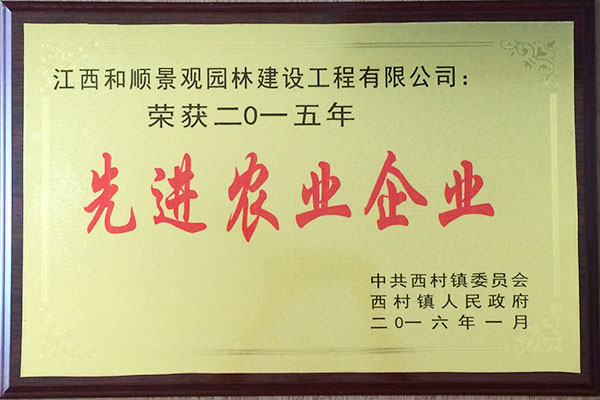 江西和顺景观园林建设工程有限公司：
荣获二0一五年
先进农业企业
中共西村镇委员会
西村镇人民政府
二0一六年一月